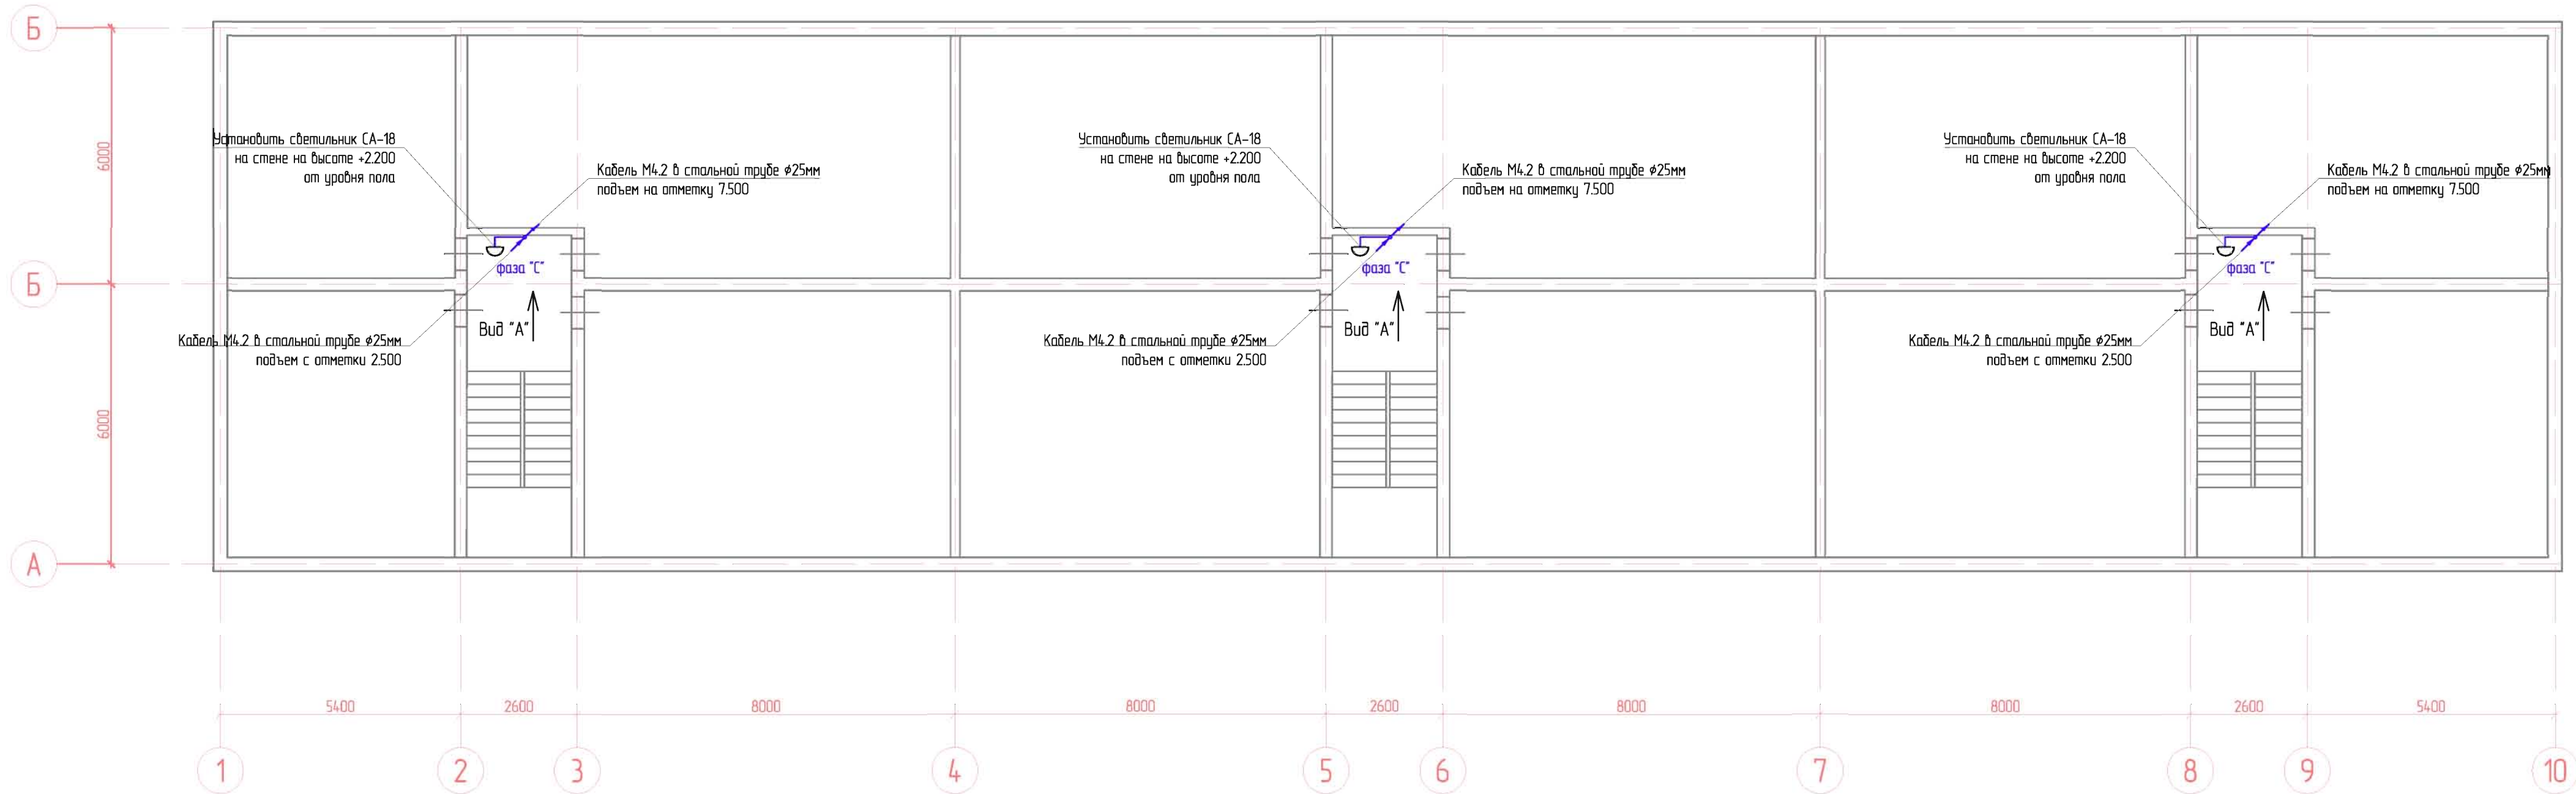 Б
6000
Установить светильник СА-18
на стене на высоте +2.200
от уровня пола
Кабель М4.2 в стальной трубе ϕ25мм
подъем на отметку 7.500
фаза "С"
Вид "А"
Кабель М4.2 в стальной трубе ϕ25мм
подъем с отметки 2.500
Установить светильник СА-18
на стене на высоте +2.200
от уровня пола
Кабель М4.2 в стальной трубе ϕ25мм
подъем на отметку 7.500
фаза "С"
Вид "А"
Кабель М4.2 в стальной трубе ϕ25мм
подъем с отметки 2.500
Установить светильник СА-18
на стене на высоте +2.200
от уровня пола
Кабель М4.2 в стальной трубе ϕ25мм
подъем на отметку 7.500
фаза "С"
Вид "А"
Кабель М4.2 в стальной трубе ϕ25мм
подъем с отметки 2.500
Б
6000
А
5400 2600 8000 8000 2600 8000 8000 2600 5400
1 2 3 4 5 6 7 8 9 10